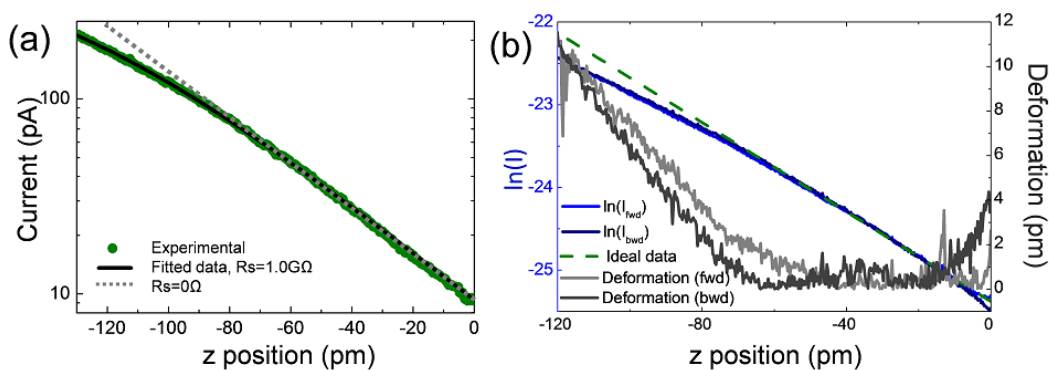 (a)
Current (pA)
100
10
Experimental
Fitted data, Rs=1.0GΩ
Rs=0Ω
-120 -100 -80 -60 -40 -20 0
z position (pm)
(b)
ln(I)
-22
-23
-24
-25
ln(Ifwd)
ln(Ibwd)
Ideal data
Deformation (fwd)
Deformation (bwd)
-120 -80 -40 0
z position (pm)
12
10
8
6
4
2
0
Deformation (pm)